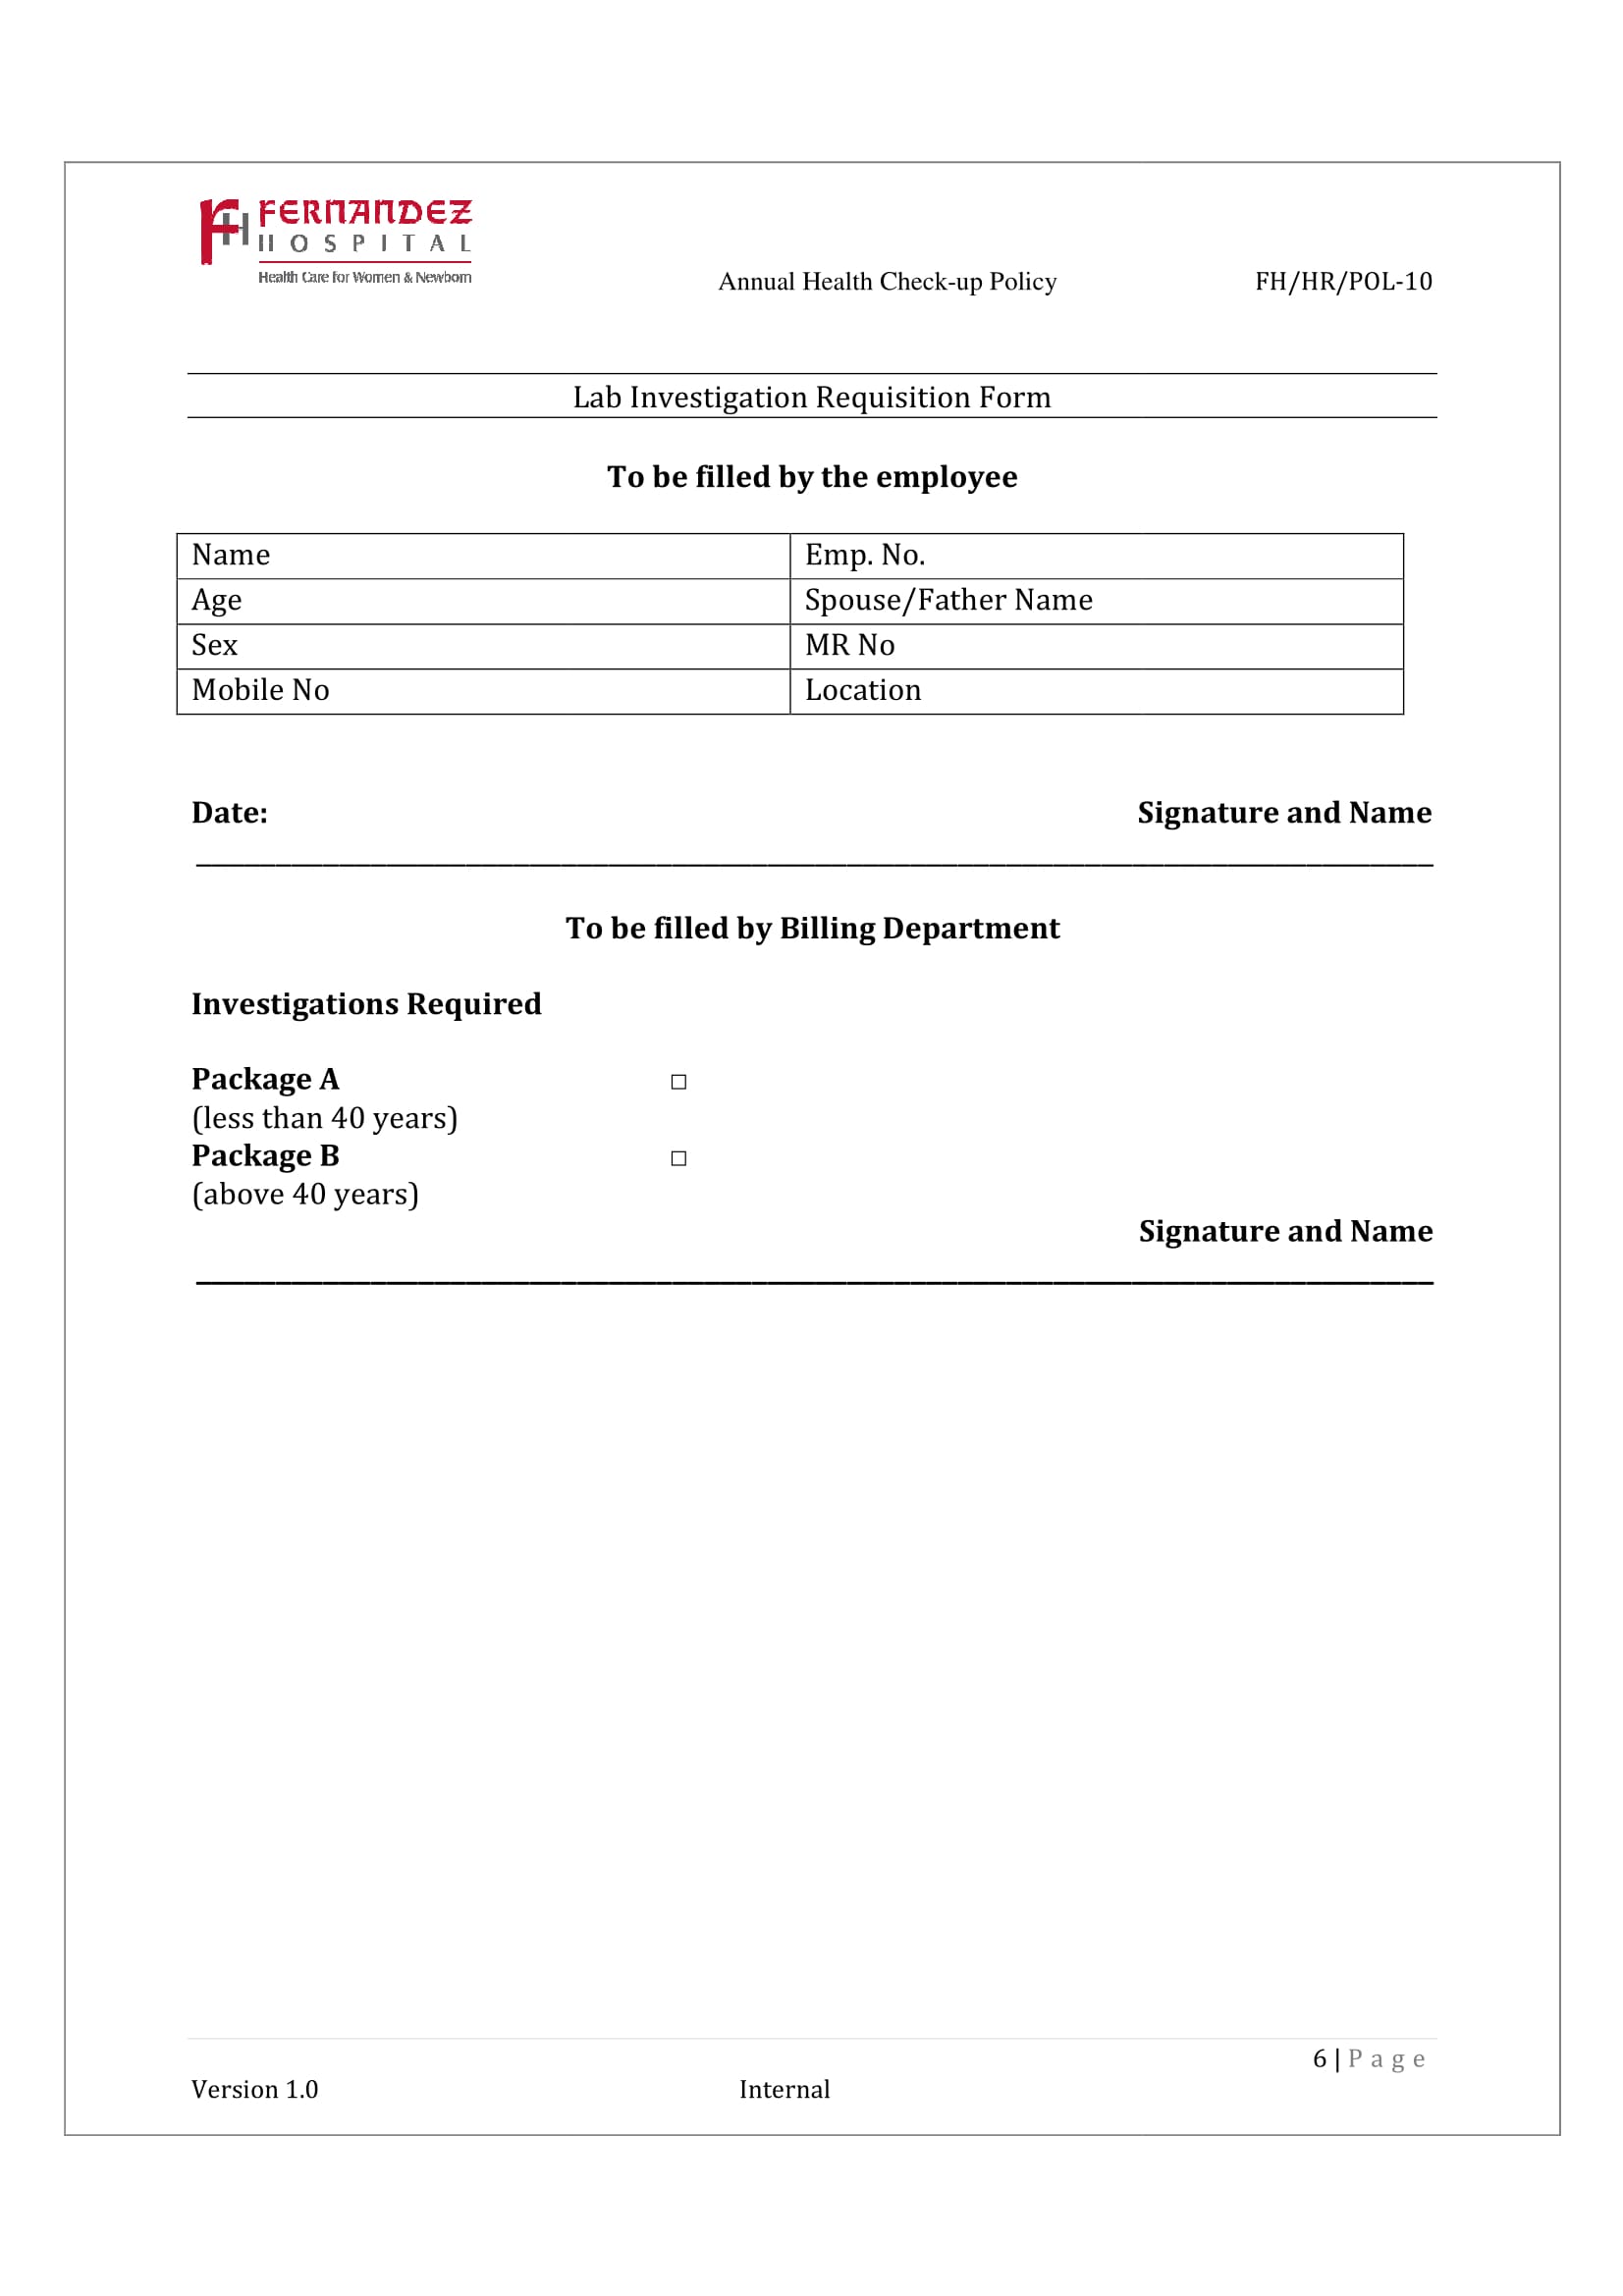 FERNANDEZ
HOSPITAL
Health Care for Women & Newborn
Annual Health Check-up Policy FH/HR/POL-10
Lab Investigation Requisition Form
To be filled by the employee
Name Emp. No.
Age Spouse/Father Name
Sex MR No
Mobile No Location
Date: Signature and Name
To be filled by Billing Department
Investigations Required
Package A □
(less than 40 years)
Package B □
(above 40 years)
Signature and Name
6 | Page
Version 1.0 Internal